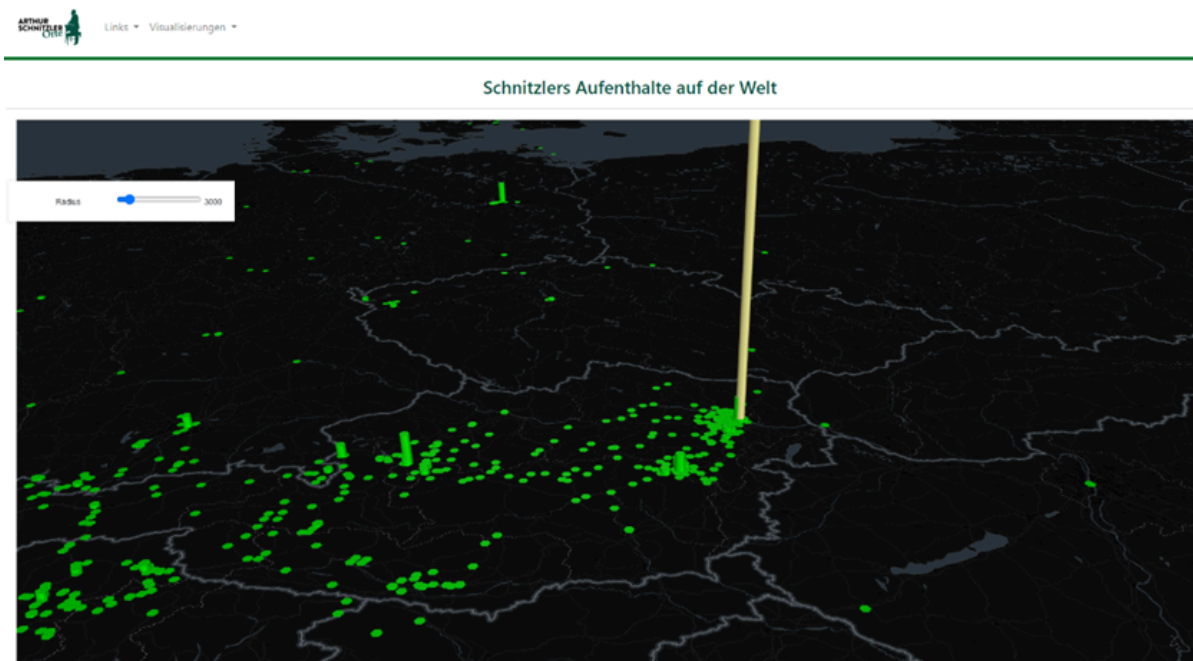 ARTHUR
SCHNITZLER
Orte
Links Visualisierungen
Schnitzlers Aufenthalte auf der Welt
Radius 3000